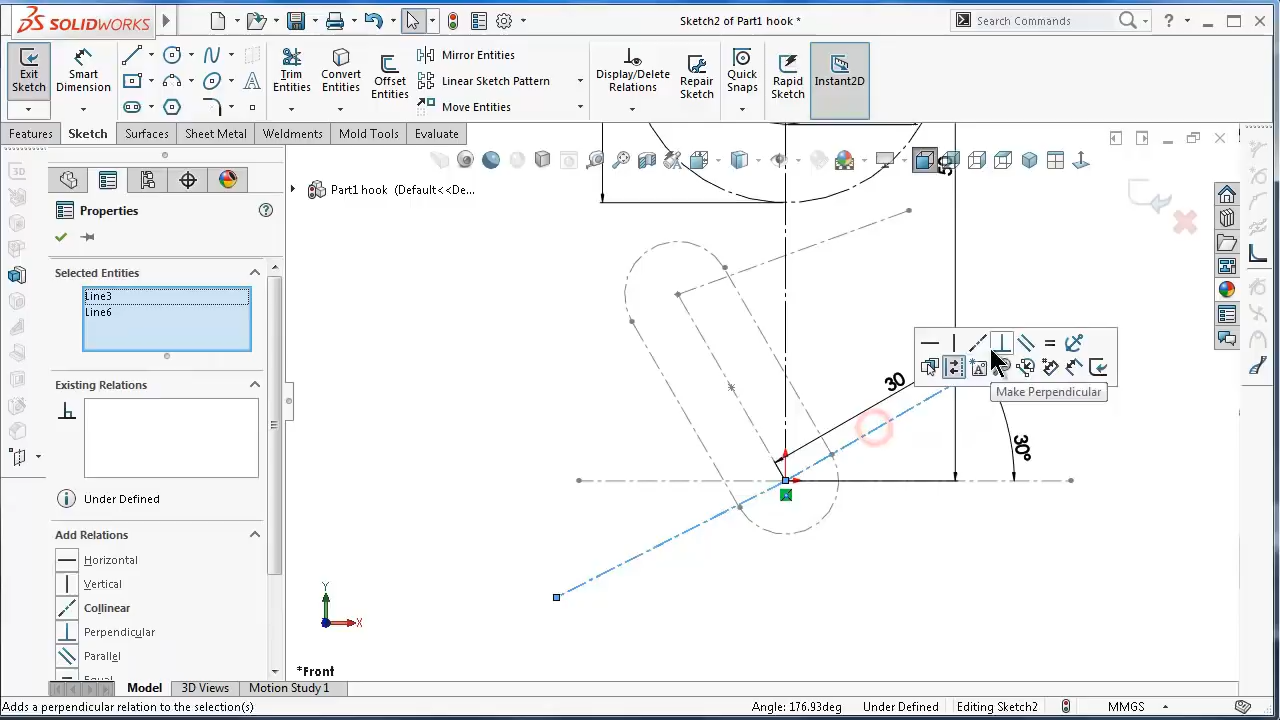 SOLIDWORKS
Sketch2 of Part1 hook *
Search Commands
Exit Sketch
Smart Dimension
Trim Entities
Convert Entities
Offset Entities
Mirror Entities
Linear Sketch Pattern
Move Entities
Display/Delete Relations
Repair Sketch
Quick Snaps
Rapid Sketch
Instant2D
Features
Sketch
Surfaces
Sheet Metal
Weldments
Mold Tools
Evaluate
Part1 hook (Default<<De...
Properties
Selected Entities
Line3
Line6
Existing Relations
Under Defined
Add Relations
Horizontal
Vertical
Collinear
Perpendicular
Parallel
50
30
30°
Make Perpendicular
Y
X
*Front
Model
3D Views
Motion Study 1
Adds a perpendicular relation to the selection(s)
Angle: 176.93deg
Under Defined
Editing Sketch2
MMGS